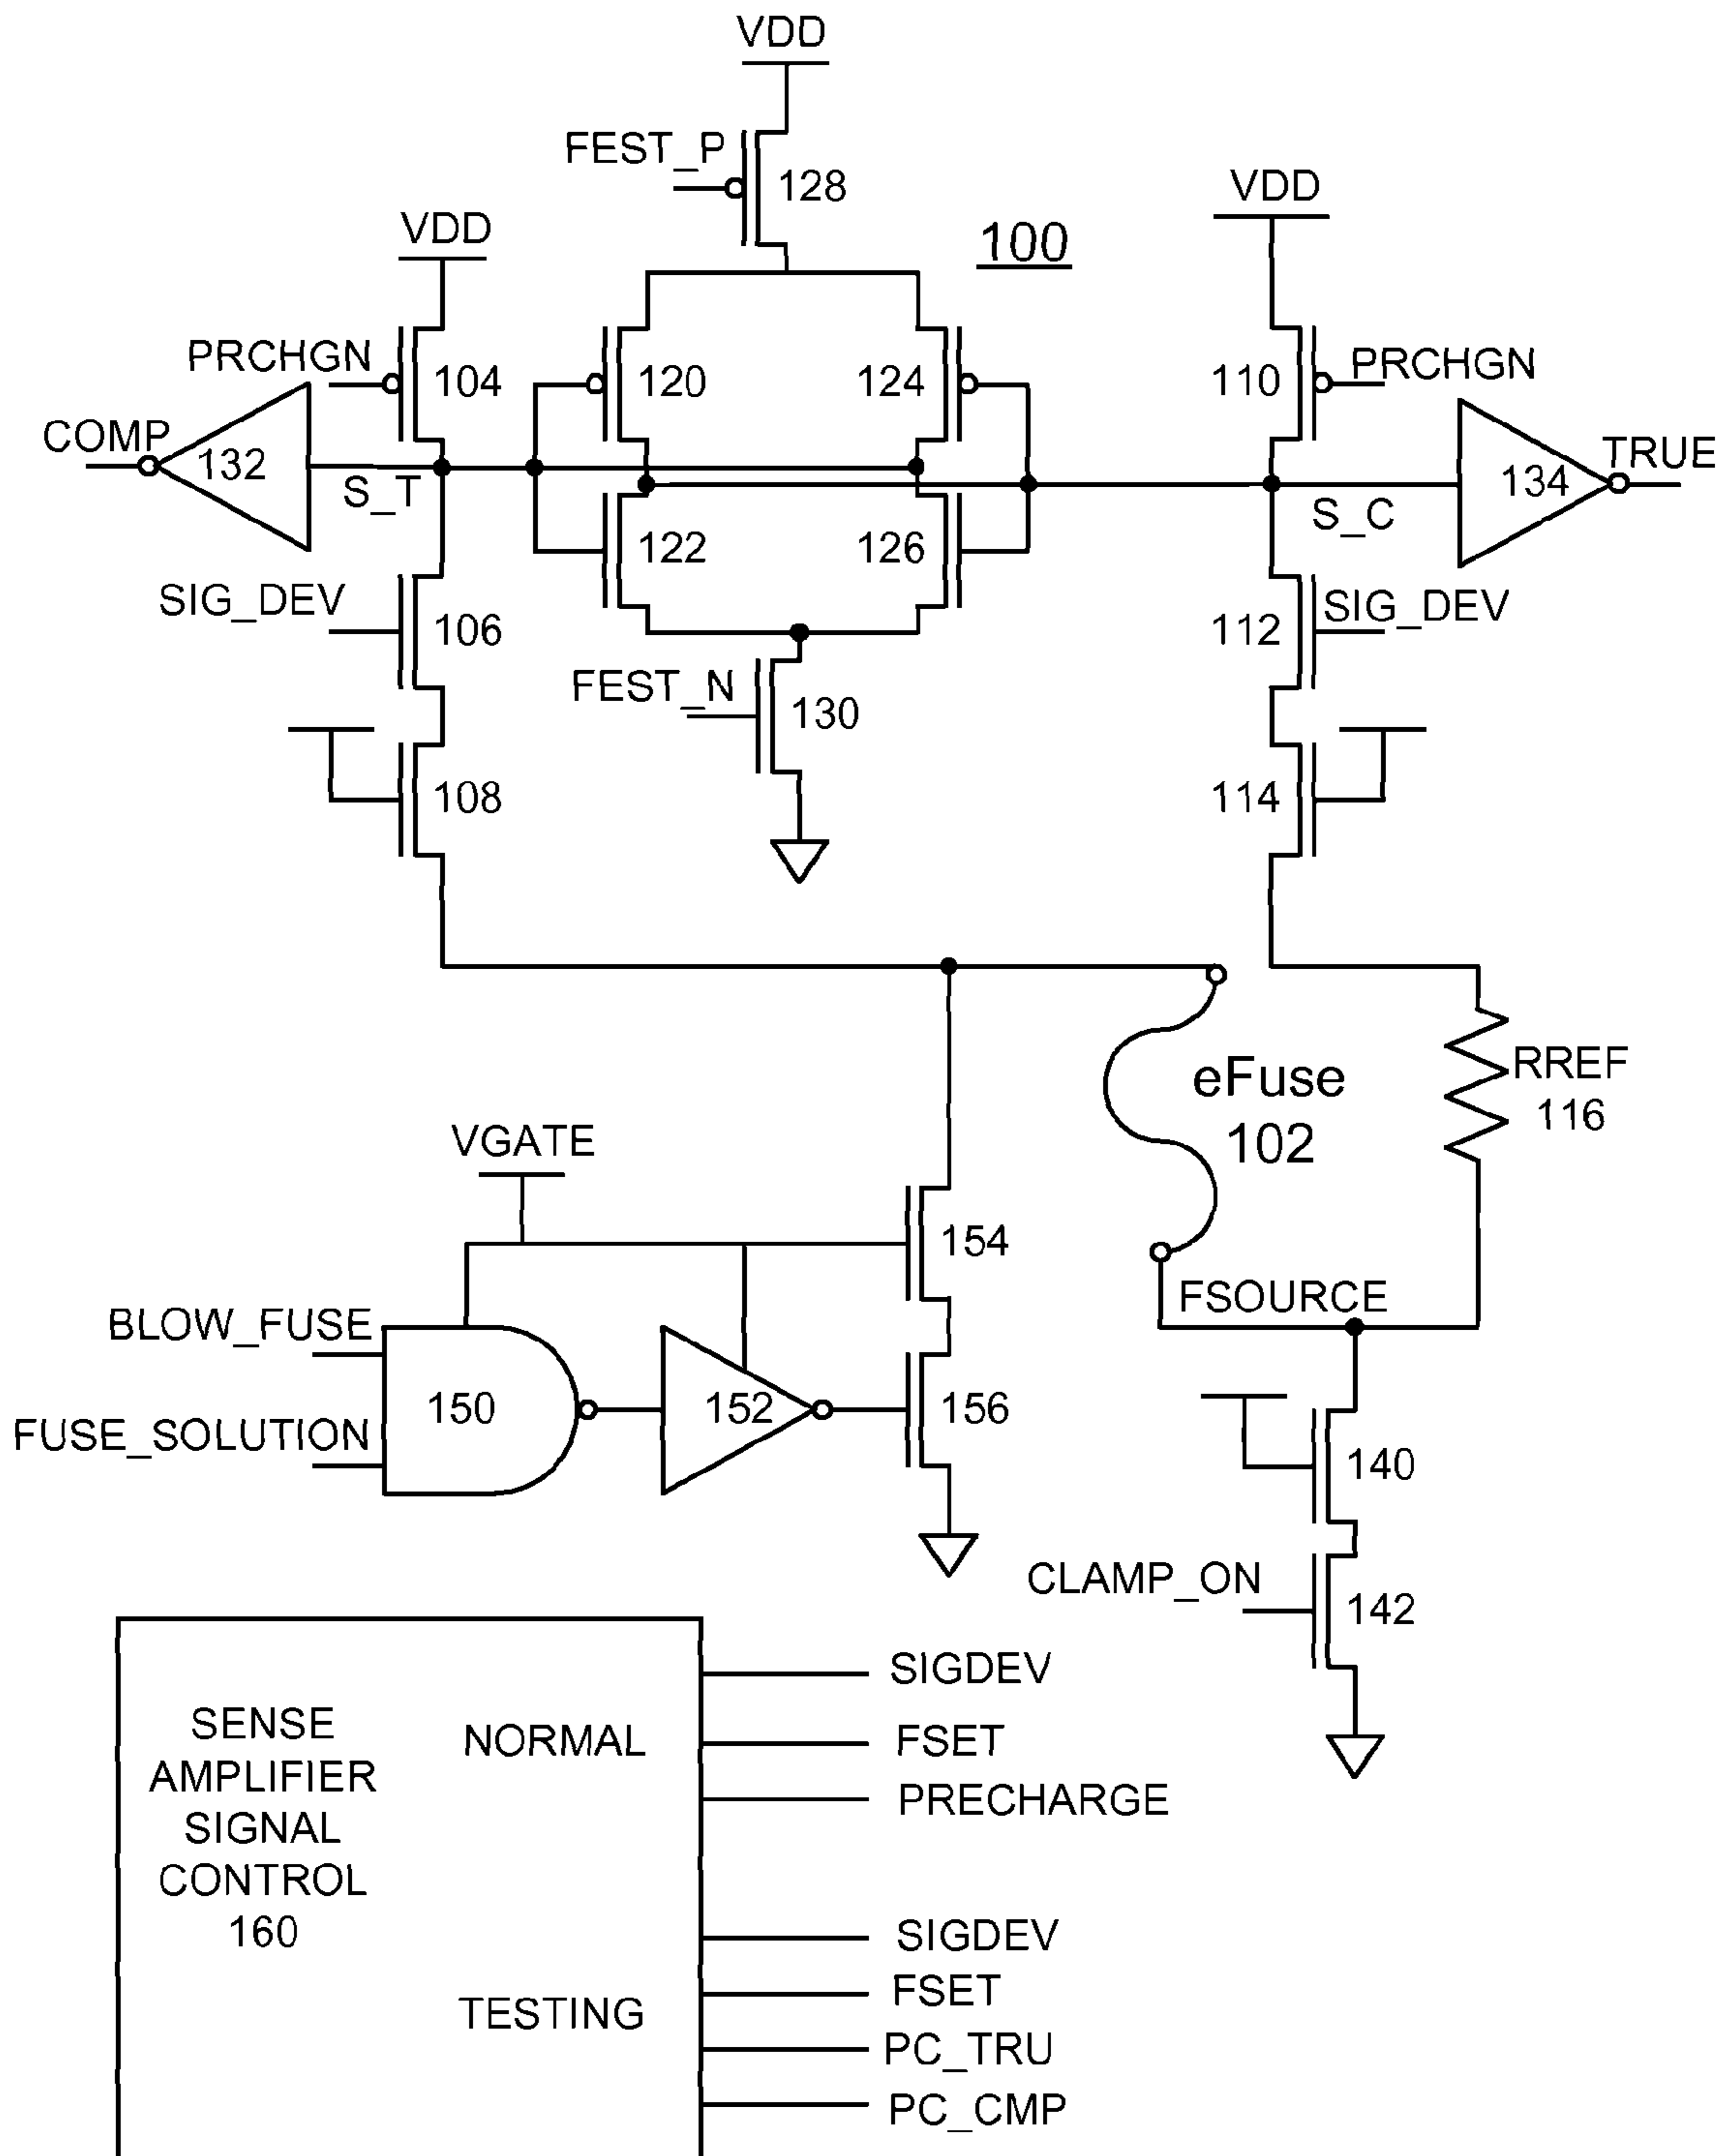 VDD
FEST_P
128
VDD
VDD
100
PRCHGN
104
120
124
110
PRCHGN
COMP
132
S_T
134
TRUE
S_C
122
126
SIG_DEV
106
112
SIG_DEV
FEST_N
130
108
114
eFuse
102
RREF
116
VGATE
154
FSOURCE
BLOW_FUSE
150
152
156
FUSE_SOLUTION
140
CLAMP_ON
142
SENSE
AMPLIFIER
SIGNAL
CONTROL
160
NORMAL
SIGDEV
FSET
PRECHARGE
TESTING
SIGDEV
FSET
PC_TRU
PC_CMP